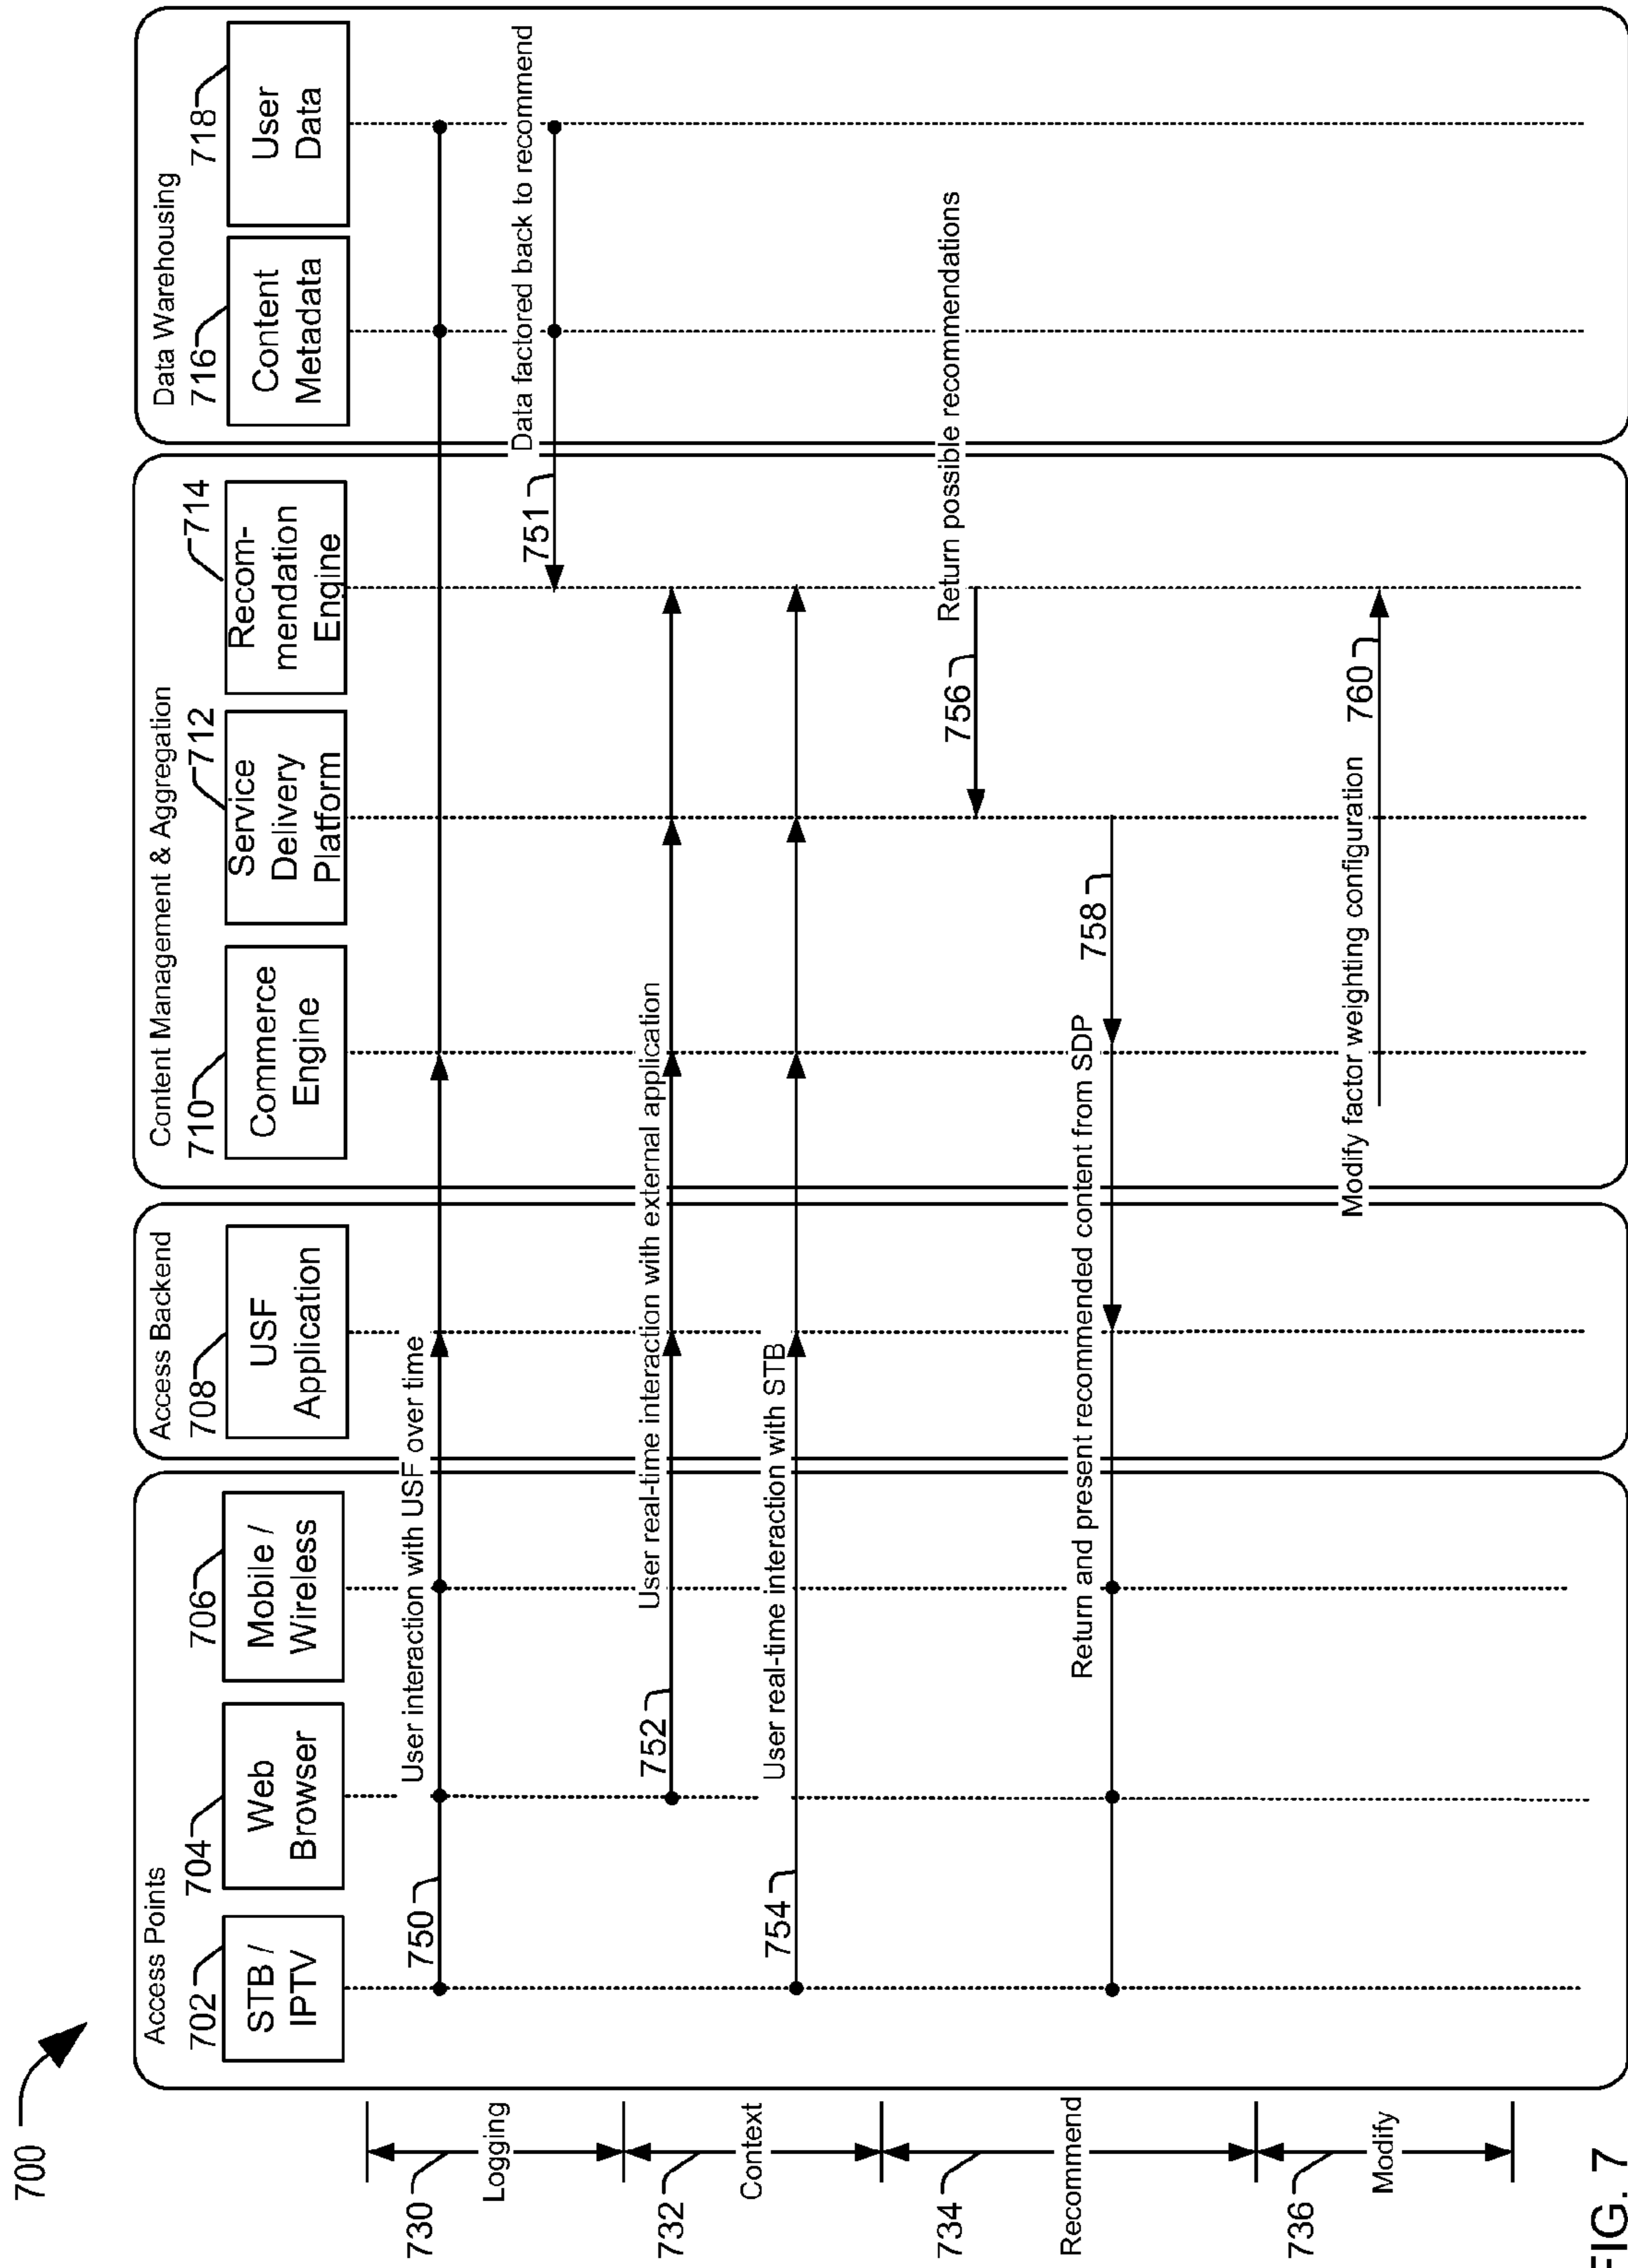 700
Access Points
Access Backend
Content Management & Aggregation
Data Warehousing
702
704
706
708
710
712
714
716
718
STB /
IPTV
Web
Browser
Mobile /
Wireless
USF
Application
Commerce
Engine
Service
Delivery
Platform
Recom-
mendation
Engine
Content
Metadata
User
Data
730
Logging
User interaction with USF over time
750
Data factored back to recommend
751
732
Context
User real-time interaction with external application
752
User real-time interaction with STB
754
734
Recommend
Return possible recommendations
756
Return and present recommended content from SDP
758
736
Modify
Modify factor weighting configuration
760
FIG. 7